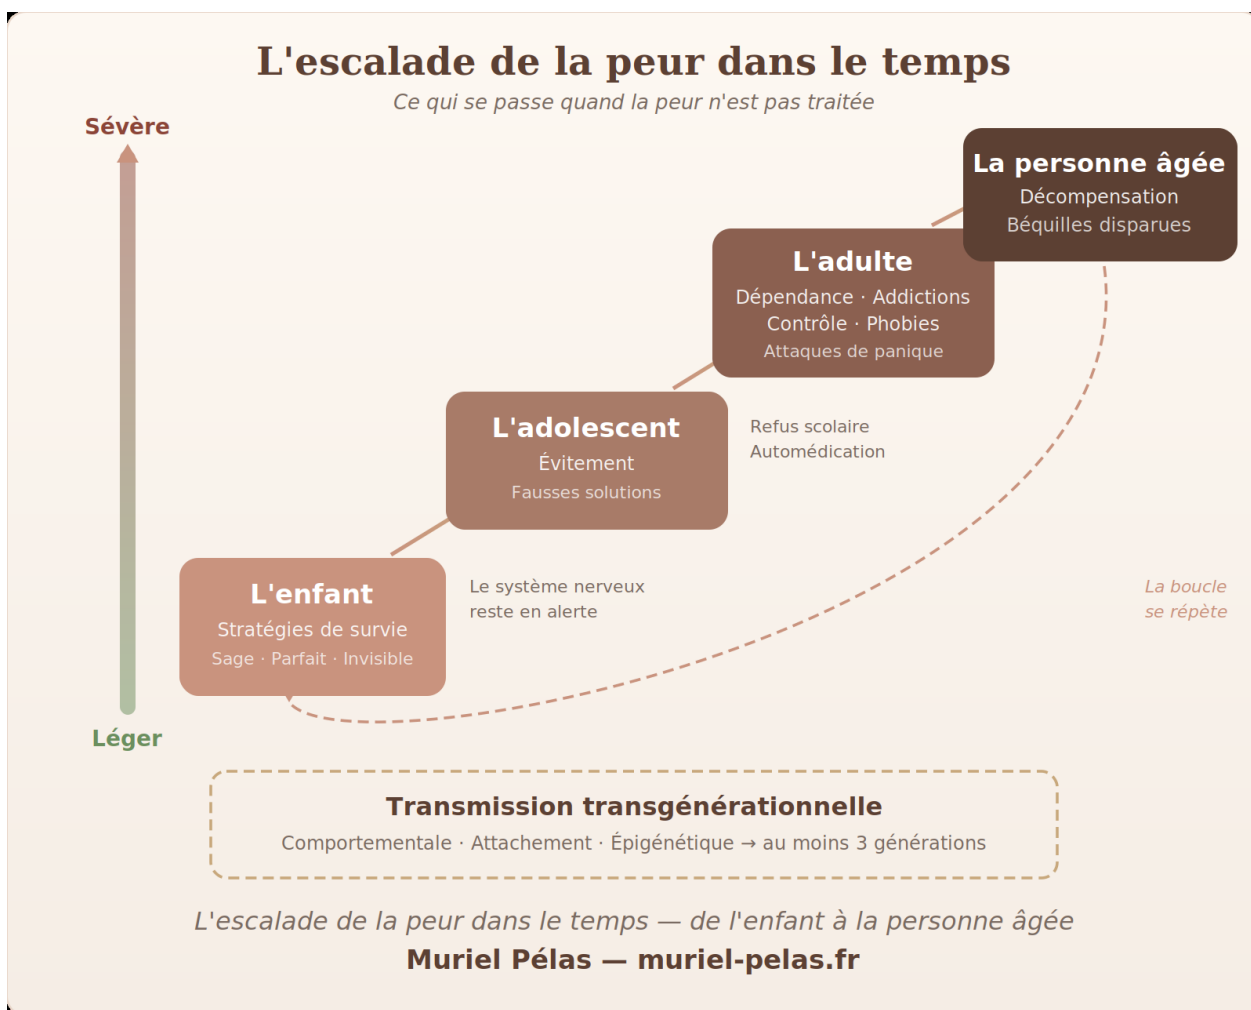 L'escalade de la peur dans le temps
Ce qui se passe quand la peur n'est pas traitée
Sévère
La personne âgée
Décompensation
Béquilles disparues
L'adulte
Dépendance · Addictions
Contrôle · Phobies
Attaques de panique
L'adolescent
Évitement
Fausses solutions
Refus scolaire
Automédication
L'enfant
Stratégies de survie
Sage · Parfait · Invisible
Le système nerveux
reste en alerte
La boucle
se répète
Léger
Transmission transgénérationnelle
Comportementale · Attachement · Épigénétique → au moins 3 générations
L'escalade de la peur dans le temps — de l'enfant à la personne âgée
Muriel Pélas — muriel-pelas.fr